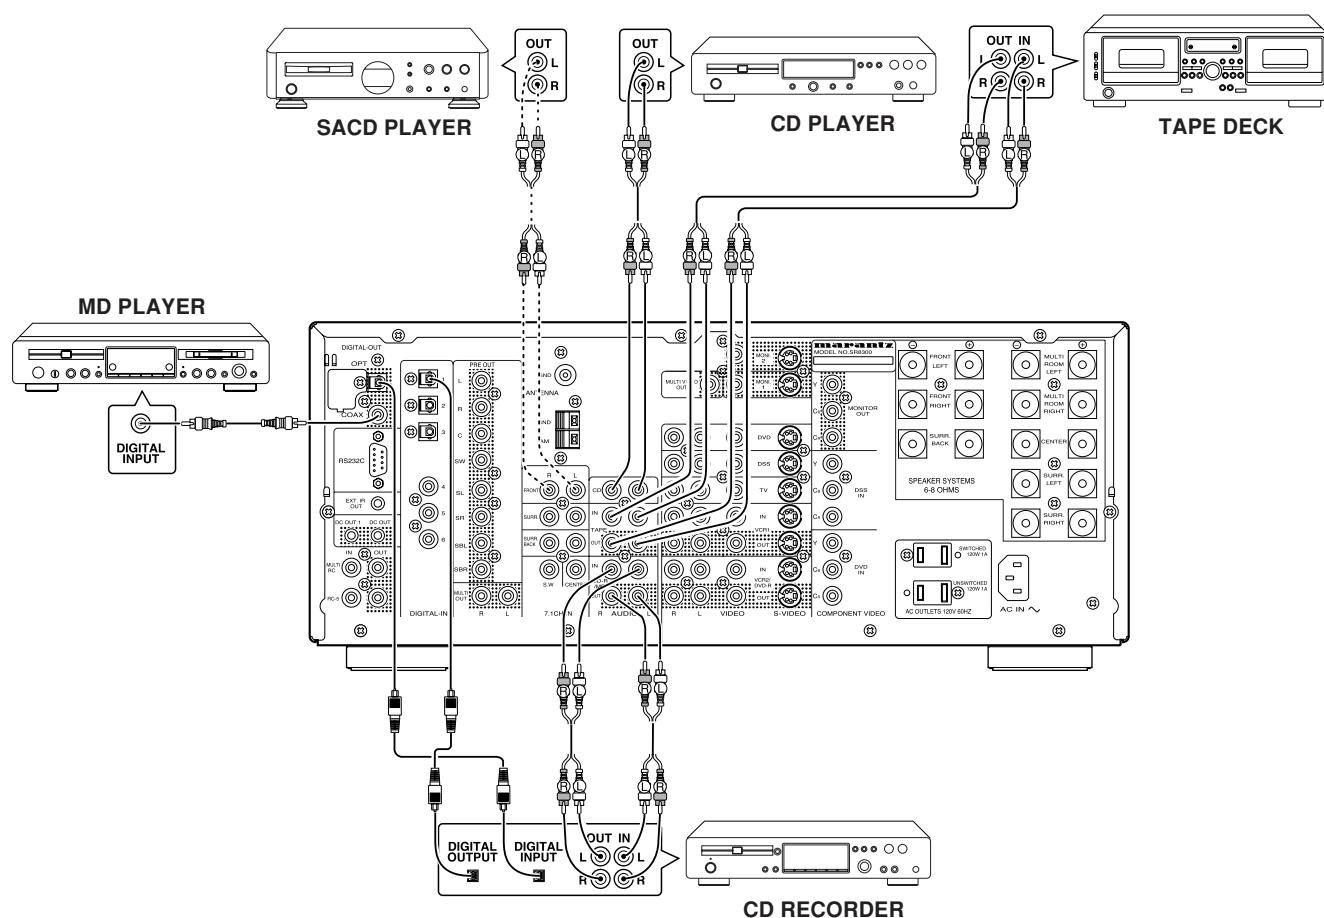 OUT
L
R
SACD PLAYER
OUT
L
R
CD PLAYER
OUT IN
L
R
TAPE DECK
L R
L R
L R
L R
R L
R L
R L
R L
MD PLAYER
DIGITAL
INPUT
DIGITAL-OUT
OPT
COAX
RS232C
EXT. IR
OUT
DC OUT 1
DC OUT
IN OUT
MULTI
RC
RC-5
1
2
3
4
5
6
DIGITAL-IN
PRE OUT
L
R
C
SW
SL
SR
SBL
SBR
MULTI
OUT
R L
ANTENNA
R L
FRONT
SURR.
SURR.
BACK
S.W
CD
IN
TAPE
OUT
IN
OUT
R AUDIO L
MONI.
2
MONI.
1
DVD
DSS
TV
IN
VCR1
OUT
IN
VCR2/
DVD-R
OUT
R L VIDEO
S-VIDEO
marantz
MODEL NO.SR8300
Y
MONITOR
OUT
Y
DSS
IN
Y
DVD
IN
COMPONENT VIDEO
FRONT
LEFT
FRONT
RIGHT
SURR.
BACK
MULTI
ROOM
LEFT
MULTI
ROOM
RIGHT
CENTER
SURR.
LEFT
SURR.
RIGHT
SPEAKER SYSTEMS
6-8 OHMS
SWITCHED
120W 1A
UNSWITCHED
120W 1A
AC OUTLETS 120V 60HZ
AC IN
R L
R L
R L
L R
DIGITAL
OUTPUT
DIGITAL
INPUT
OUT IN
L L
R R
CD RECORDER